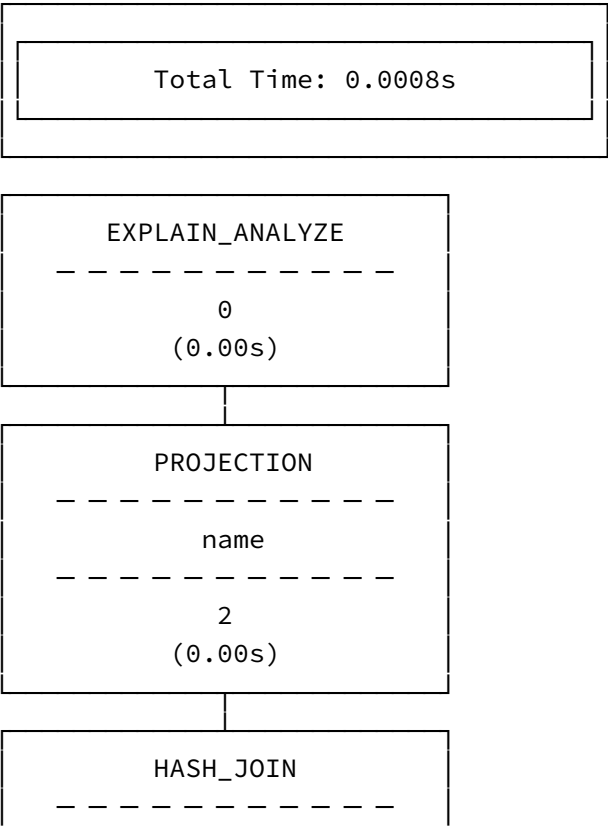 Total Time: 0.0008s
EXPLAIN_ANALYZE
0
(0.00s)
PROJECTION
name
2
(0.00s)
HASH_JOIN